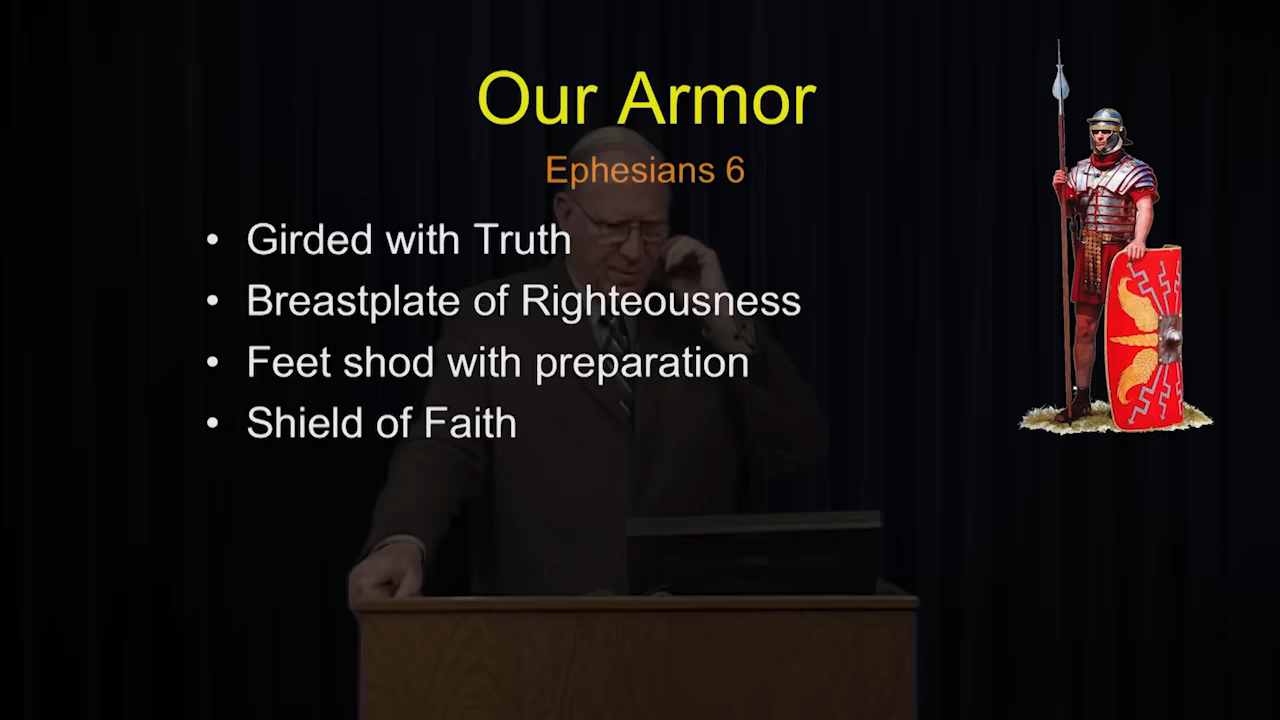 Our Armor
Ephesians 6
• Girded with Truth
• Breastplate of Righteousness
• Feet shod with preparation
• Shield of Faith